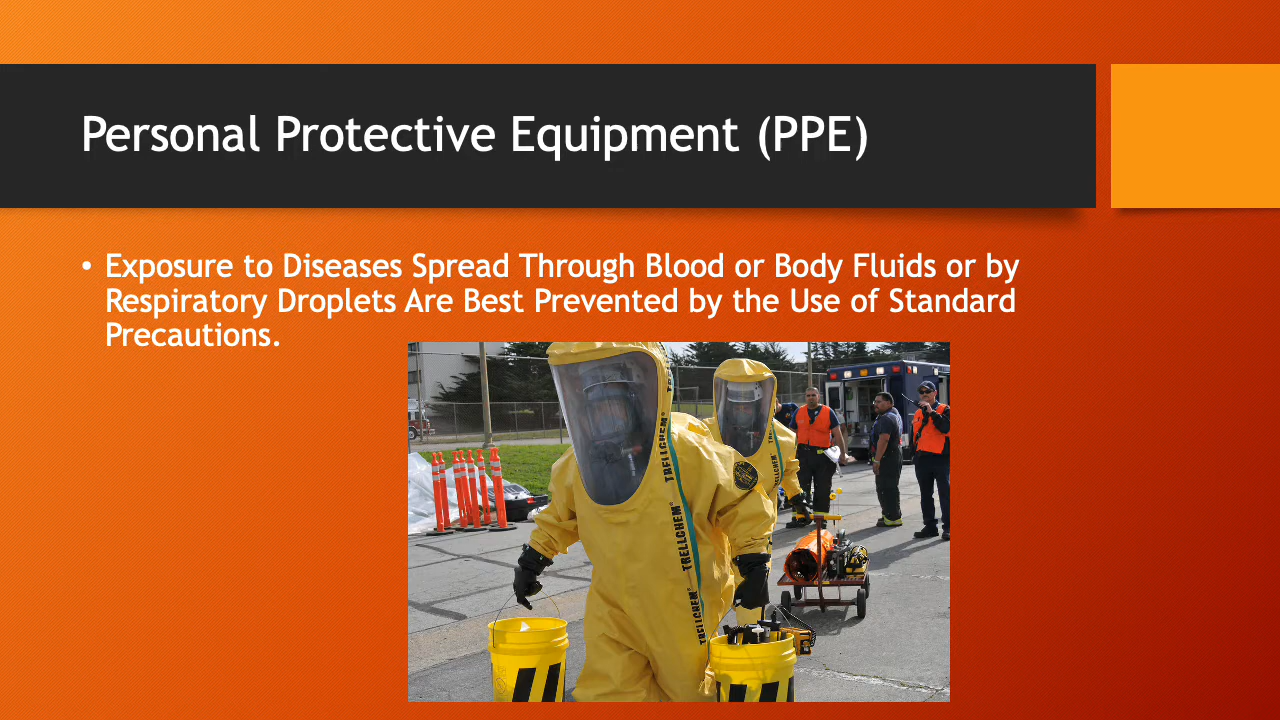 Personal Protective Equipment (PPE)
• Exposure to Diseases Spread Through Blood or Body Fluids or by
Respiratory Droplets Are Best Prevented by the Use of Standard
Precautions.
TRELLCHEM®
TRELLCHEM®
TRELLCHEM®